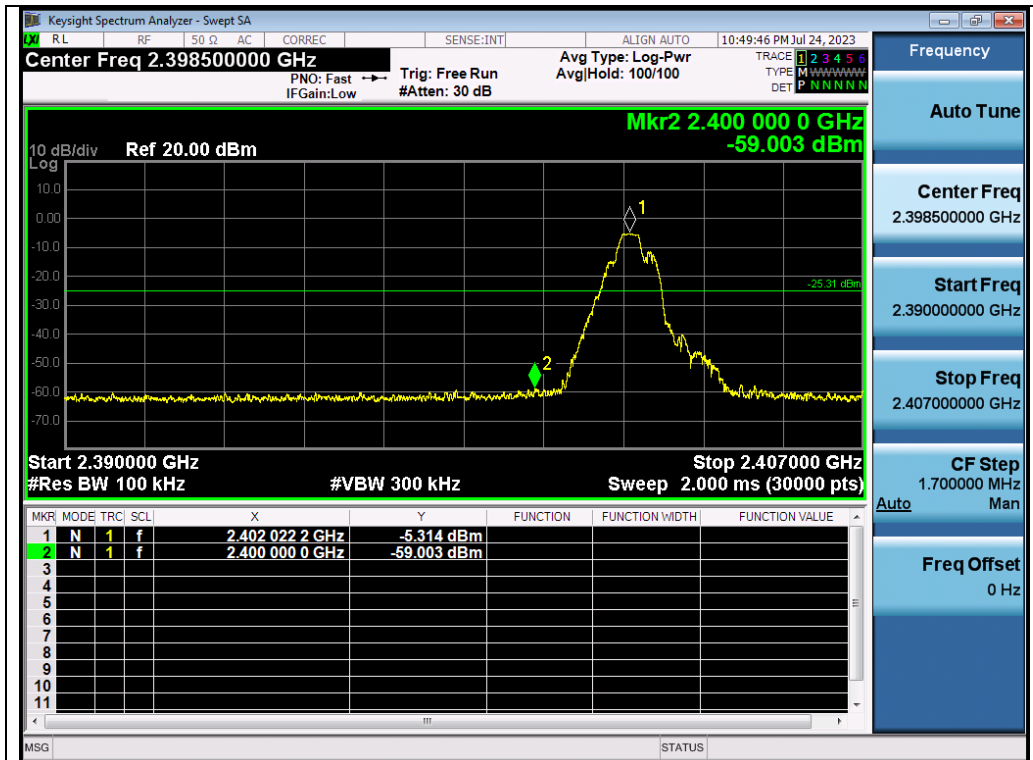 Keysight Spectrum Analyzer - Swept SA
LXI RL RF 50 Ω AC CORREC SENSE:INT ALIGN AUTO 10:49:46 PM Jul 24, 2023
Center Freq 2.398500000 GHz
PNO: Fast
IFGain:Low
Trig: Free Run
#Atten: 30 dB
Avg Type: Log-Pwr
Avg|Hold: 100/100
TRACE 1 2 3 4 5 6
TYPE M WWWWW
DET P N N N N N
Mkr2 2.400 000 0 GHz
-59.003 dBm
10 dB/div Ref 20.00 dBm
Log
10.0
0.00
-10.0
-20.0
-30.0
-40.0
-50.0
-60.0
-70.0
1
-25.31 dBm
2
Start 2.390000 GHz Stop 2.407000 GHz
#Res BW 100 kHz #VBW 300 kHz Sweep 2.000 ms (30000 pts)
MKR MODE TRC SCL X Y FUNCTION FUNCTION WIDTH FUNCTION VALUE
1 N 1 f 2.402 022 2 GHz -5.314 dBm
2 N 1 f 2.400 000 0 GHz -59.003 dBm
3
4
5
6
7
8
9
10
11
MSG STATUS
Frequency
Auto Tune
Center Freq
2.398500000 GHz
Start Freq
2.390000000 GHz
Stop Freq
2.407000000 GHz
CF Step
1.700000 MHz
Auto Man
Freq Offset
0 Hz